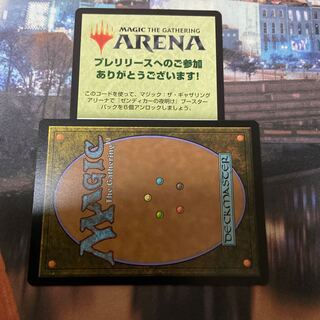 MAGIC THE GATHERING
ARENA
プレリリースへのご参加
ありがとうございます!
このコードを使って、マジック:ザ・ギャザリング
アリーナで「ゼンディカーの夜明け」ブースター
パックを6個アンロックしましょう。
MAGIC
The Gathering
DECKMASTER